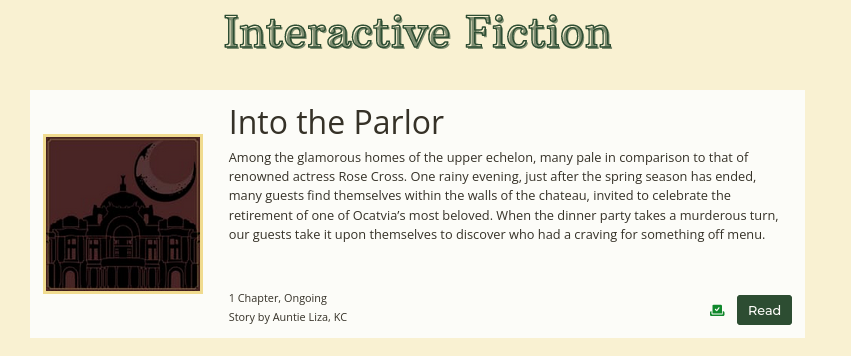 Interactive Fiction
Into the Parlor
Among the glamorous homes of the upper echelon, many pale in comparison to that of
renowned actress Rose Cross. One rainy evening, just after the spring season has ended,
many guests find themselves within the walls of the chateau, invited to celebrate the
retirement of one of Ocatvia’s most beloved. When the dinner party takes a murderous turn,
our guests take it upon themselves to discover who had a craving for something off menu.
1 Chapter, Ongoing
Story by Auntie Liza, KC
Read